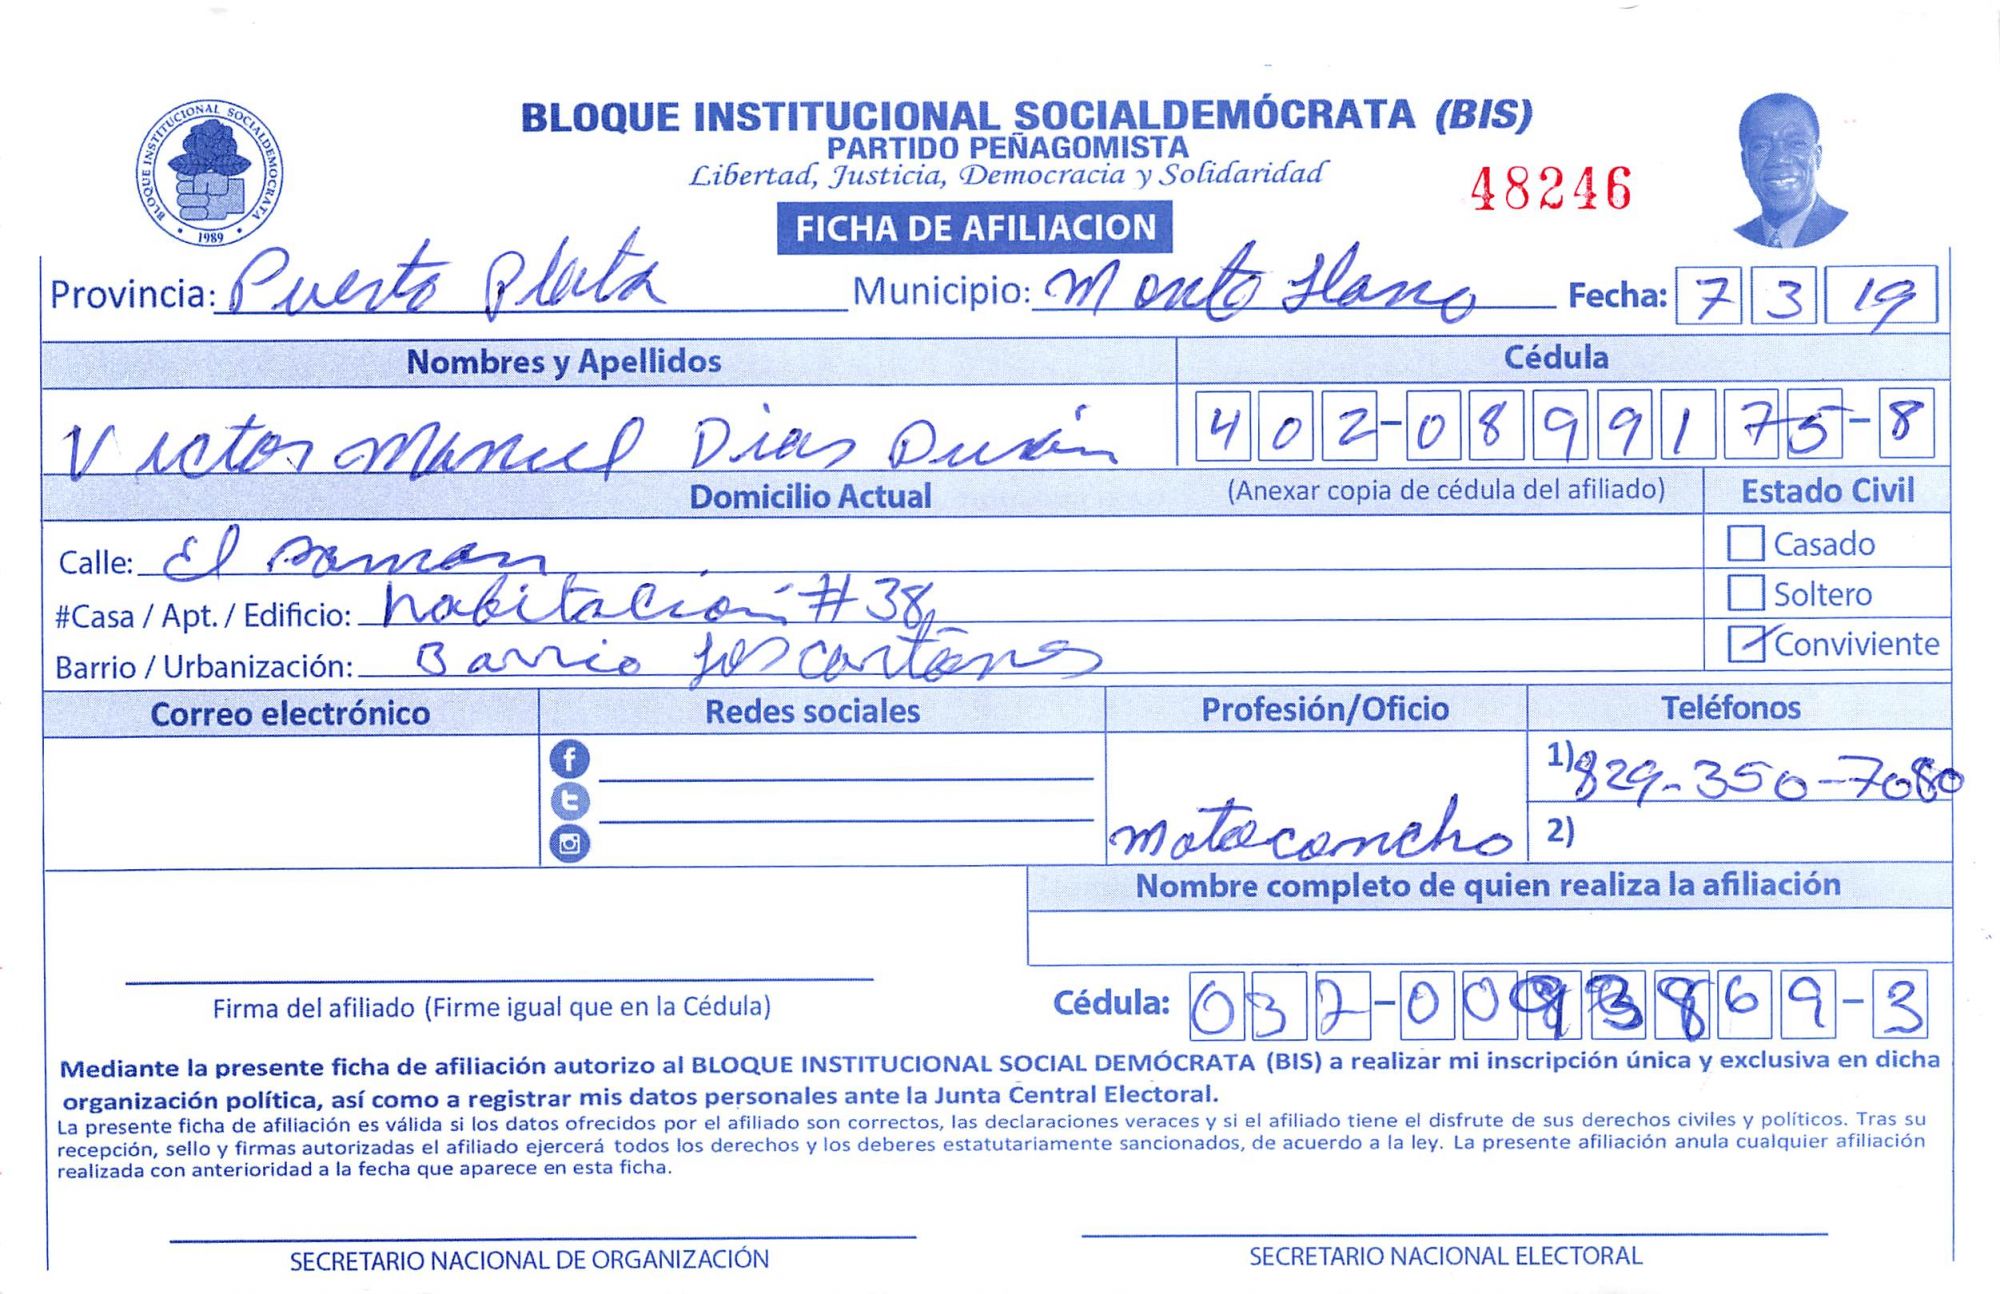 BLOQUE INSTITUCIONAL SOCIALDEMOCRATA
1989
BLOQUE INSTITUCIONAL SOCIALDEMÓCRATA (BIS)
PARTIDO PEÑAGOMISTA
Libertad, Justicia, Democracia y Solidaridad
48246
FICHA DE AFILIACION
Provincia: Puerto Plata Municipio: Monte Llano Fecha: 7 3 19
Nombres y Apellidos Cédula
Victor Manuel Dias Durán 402-0899175-8
Domicilio Actual (Anexar copia de cédula del afiliado) Estado Civil
Calle: El saman Casado
#Casa / Apt. / Edificio: habitación #38 Soltero
Barrio / Urbanización: Barrio Los Conviviente
Correo electrónico Redes sociales Profesión/Oficio Teléfonos
1) 829-350-7080
motoconcho 2)
Nombre completo de quien realiza la afiliación
Firma del afiliado (Firme igual que en la Cédula) Cédula: 032-00 69-3
Mediante la presente ficha de afiliación autorizo al BLOQUE INSTITUCIONAL SOCIAL DEMÓCRATA (BIS) a realizar mi inscripción única y exclusiva en dicha
organización política, así como a registrar mis datos personales ante la Junta Central Electoral.
La presente ficha de afiliación es válida si los datos ofrecidos por el afiliado son correctos, las declaraciones veraces y si el afiliado tiene el disfrute de sus derechos civiles y políticos. Tras su
recepción, sello y firmas autorizadas el afiliado ejercerá todos los derechos y los deberes estatutariamente sancionados, de acuerdo a la ley. La presente afiliación anula cualquier afiliación
realizada con anterioridad a la fecha que aparece en esta ficha.
SECRETARIO NACIONAL DE ORGANIZACIÓN SECRETARIO NACIONAL ELECTORAL